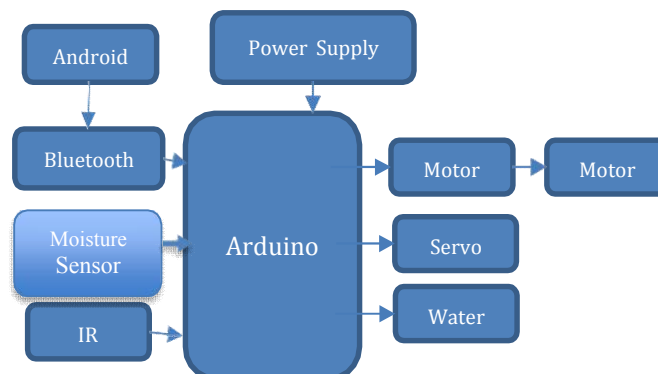 Android
Power Supply
Bluetooth
Motor
Motor
Moisture
Sensor
Arduino
Servo
IR
Water